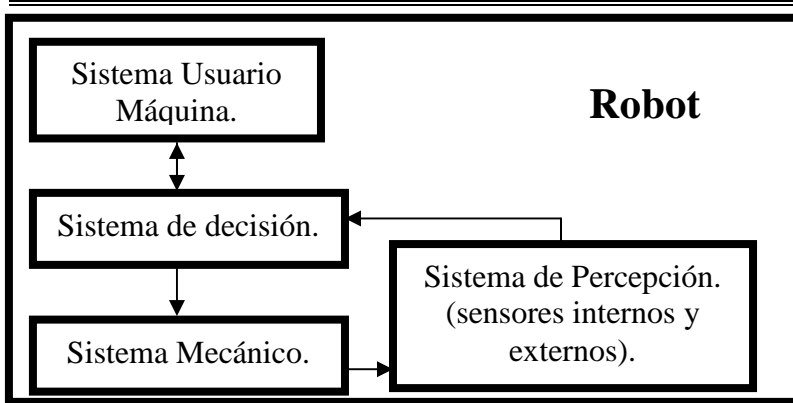 Sistema Usuario
Máquina.
Robot
Sistema de decisión.
Sistema de Percepción.
(sensores internos y
externos).
Sistema Mecánico.